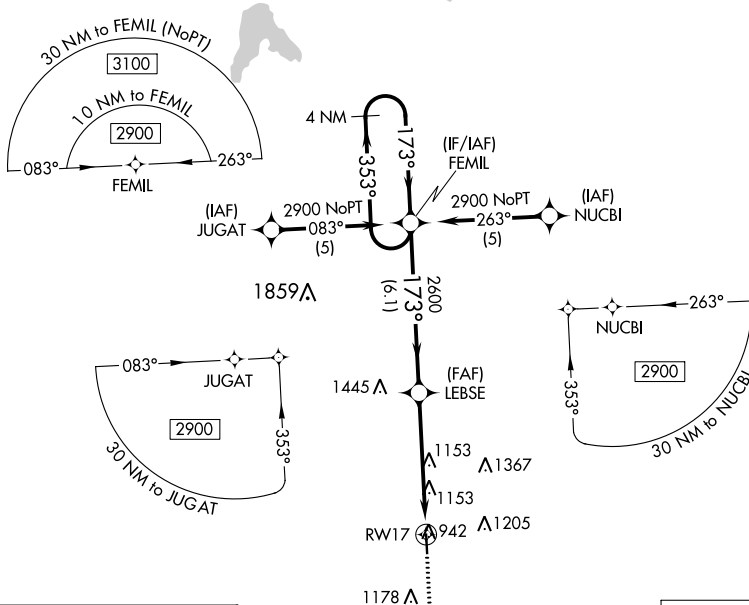 30 NM to FEMIL (NoPT)
3100
10 NM to FEMIL
2900
083°
263°
FEMIL
4 NM
353°
173°
(IF/IAF)
FEMIL
(IAF)
JUGAT
2900 NoPT
083°
(5)
2900 NoPT
263°
(5)
(IAF)
NUCBI
1859
2600
173°
(6.1)
083°
JUGAT
2900
353°
30 NM to JUGAT
263°
NUCBI
2900
353°
30 NM to NUCBI
1445
(FAF)
LEBSE
1153
1367
1153
RW17
942
1205
1178